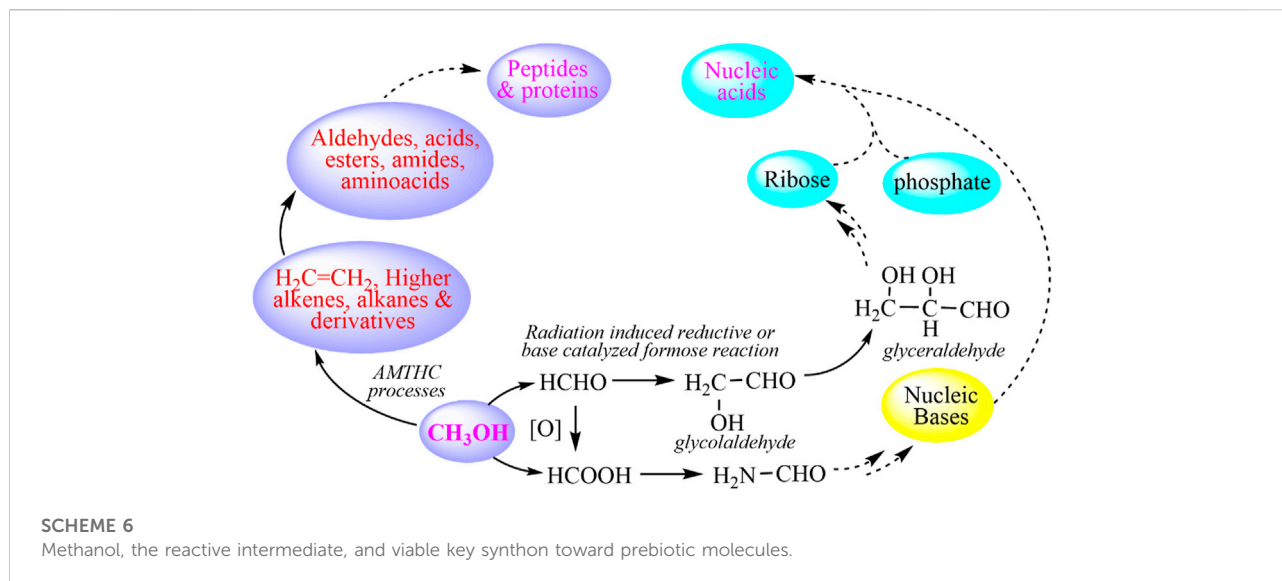 Peptides
& proteins
Nucleic
acids
Aldehydes, acids,
esters, amides,
aminoacids
Ribose
phosphate
H₂C=CH₂, Higher
alkenes, alkanes &
derivatives
OH OH
H₂C–C–CHO
H
glyceraldehyde
Radiation induced reductive or
base catalyzed formose reaction
AMTHC
processes
HCHO
H₂C–CHO
OH
glycolaldehyde
Nucleic
Bases
CH₃OH
[O]
HCOOH
H₂N–CHO
SCHEME 6
Methanol, the reactive intermediate, and viable key synthon toward prebiotic molecules.